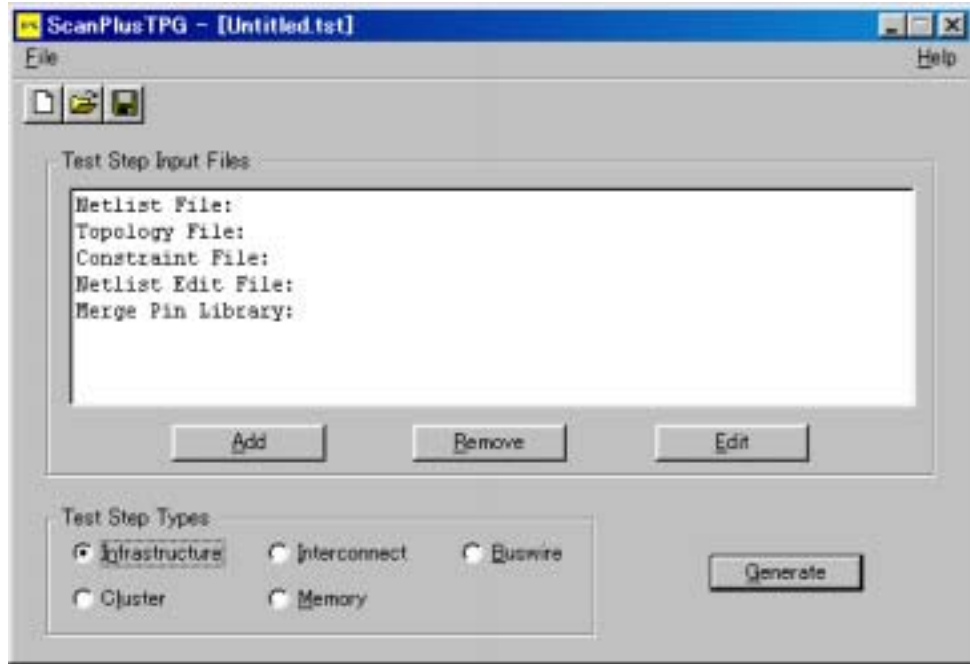 ScanPlusTPG - [Untitled.tst]
File Help
Test Step Input Files
Netlist File:
Topology File:
Constraint File:
Netlist Edit File:
Merge Pin Library:
Add Remove Edit
Test Step Types
Infrastructure Interconnect Buswire
Cluster Memory
Generate